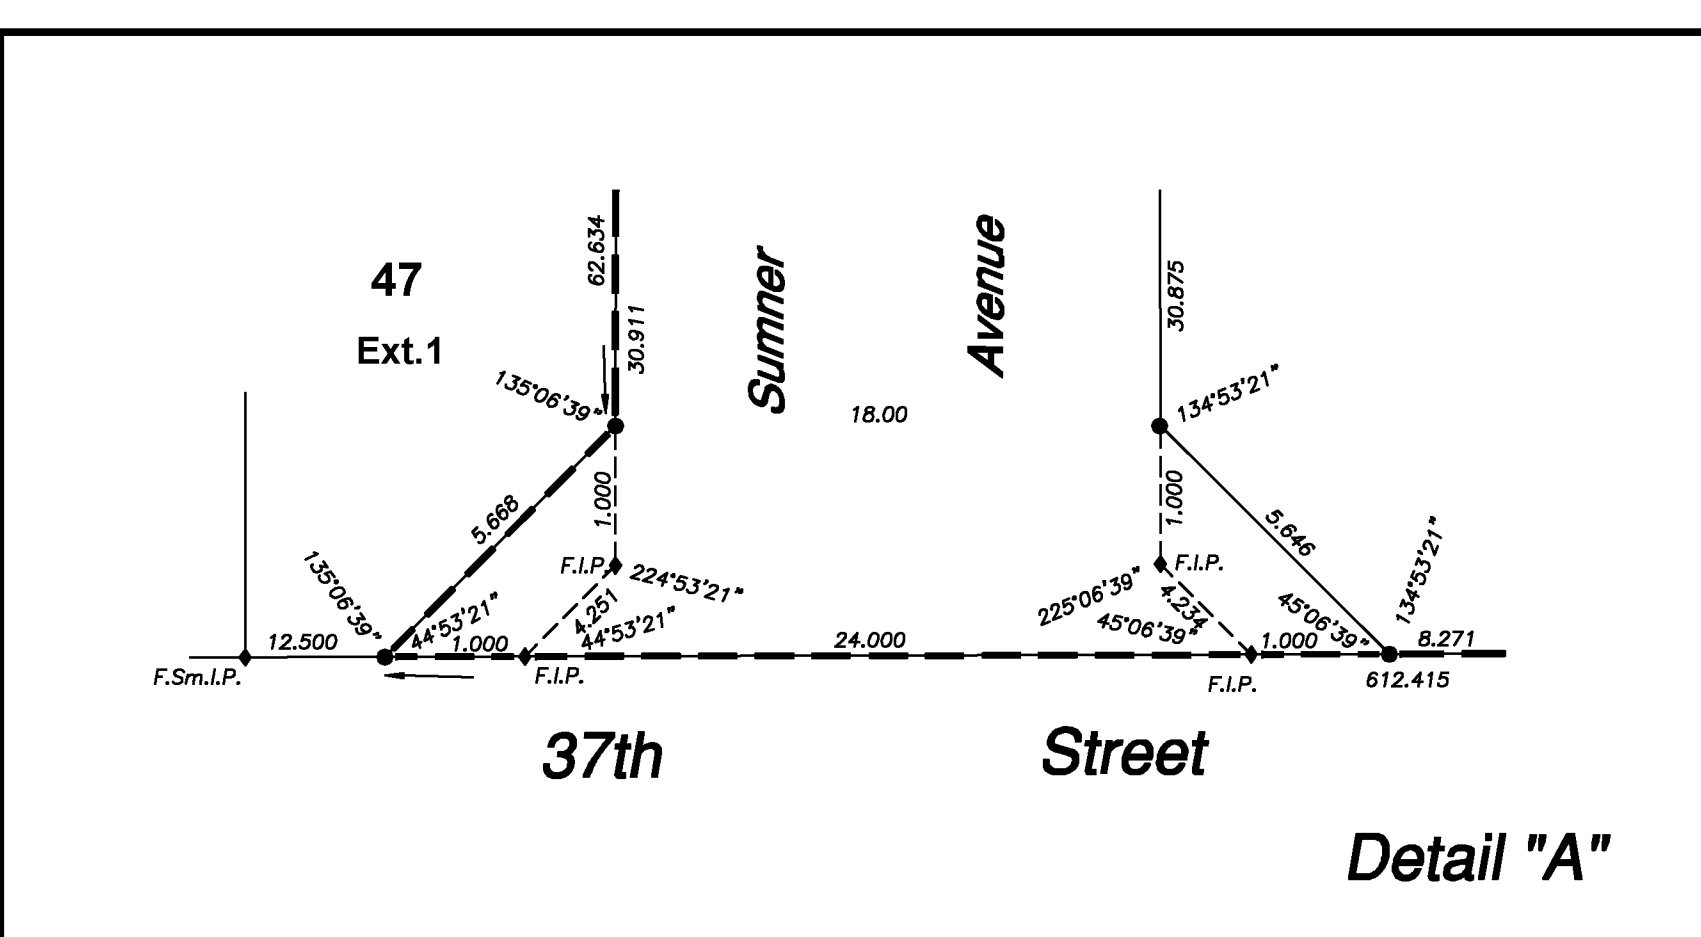 62.634
Sumner
Avenue
47
30.875
30.911
Ext.1
135°06'39"
134°53'21"
18.00
1.000
1.000
5.668
5.646
F.I.P.
224°53'21"
F.I.P.
134°53'21"
135°06'39"
44°53'21"
4.251
44°53'21"
225°06'39"
4.234
45°06'39"
45°06'39"
12.500
1.000
24.000
1.000
8.271
F.Sm.I.P.
F.I.P.
F.I.P.
612.415
37th
Street
Detail "A"